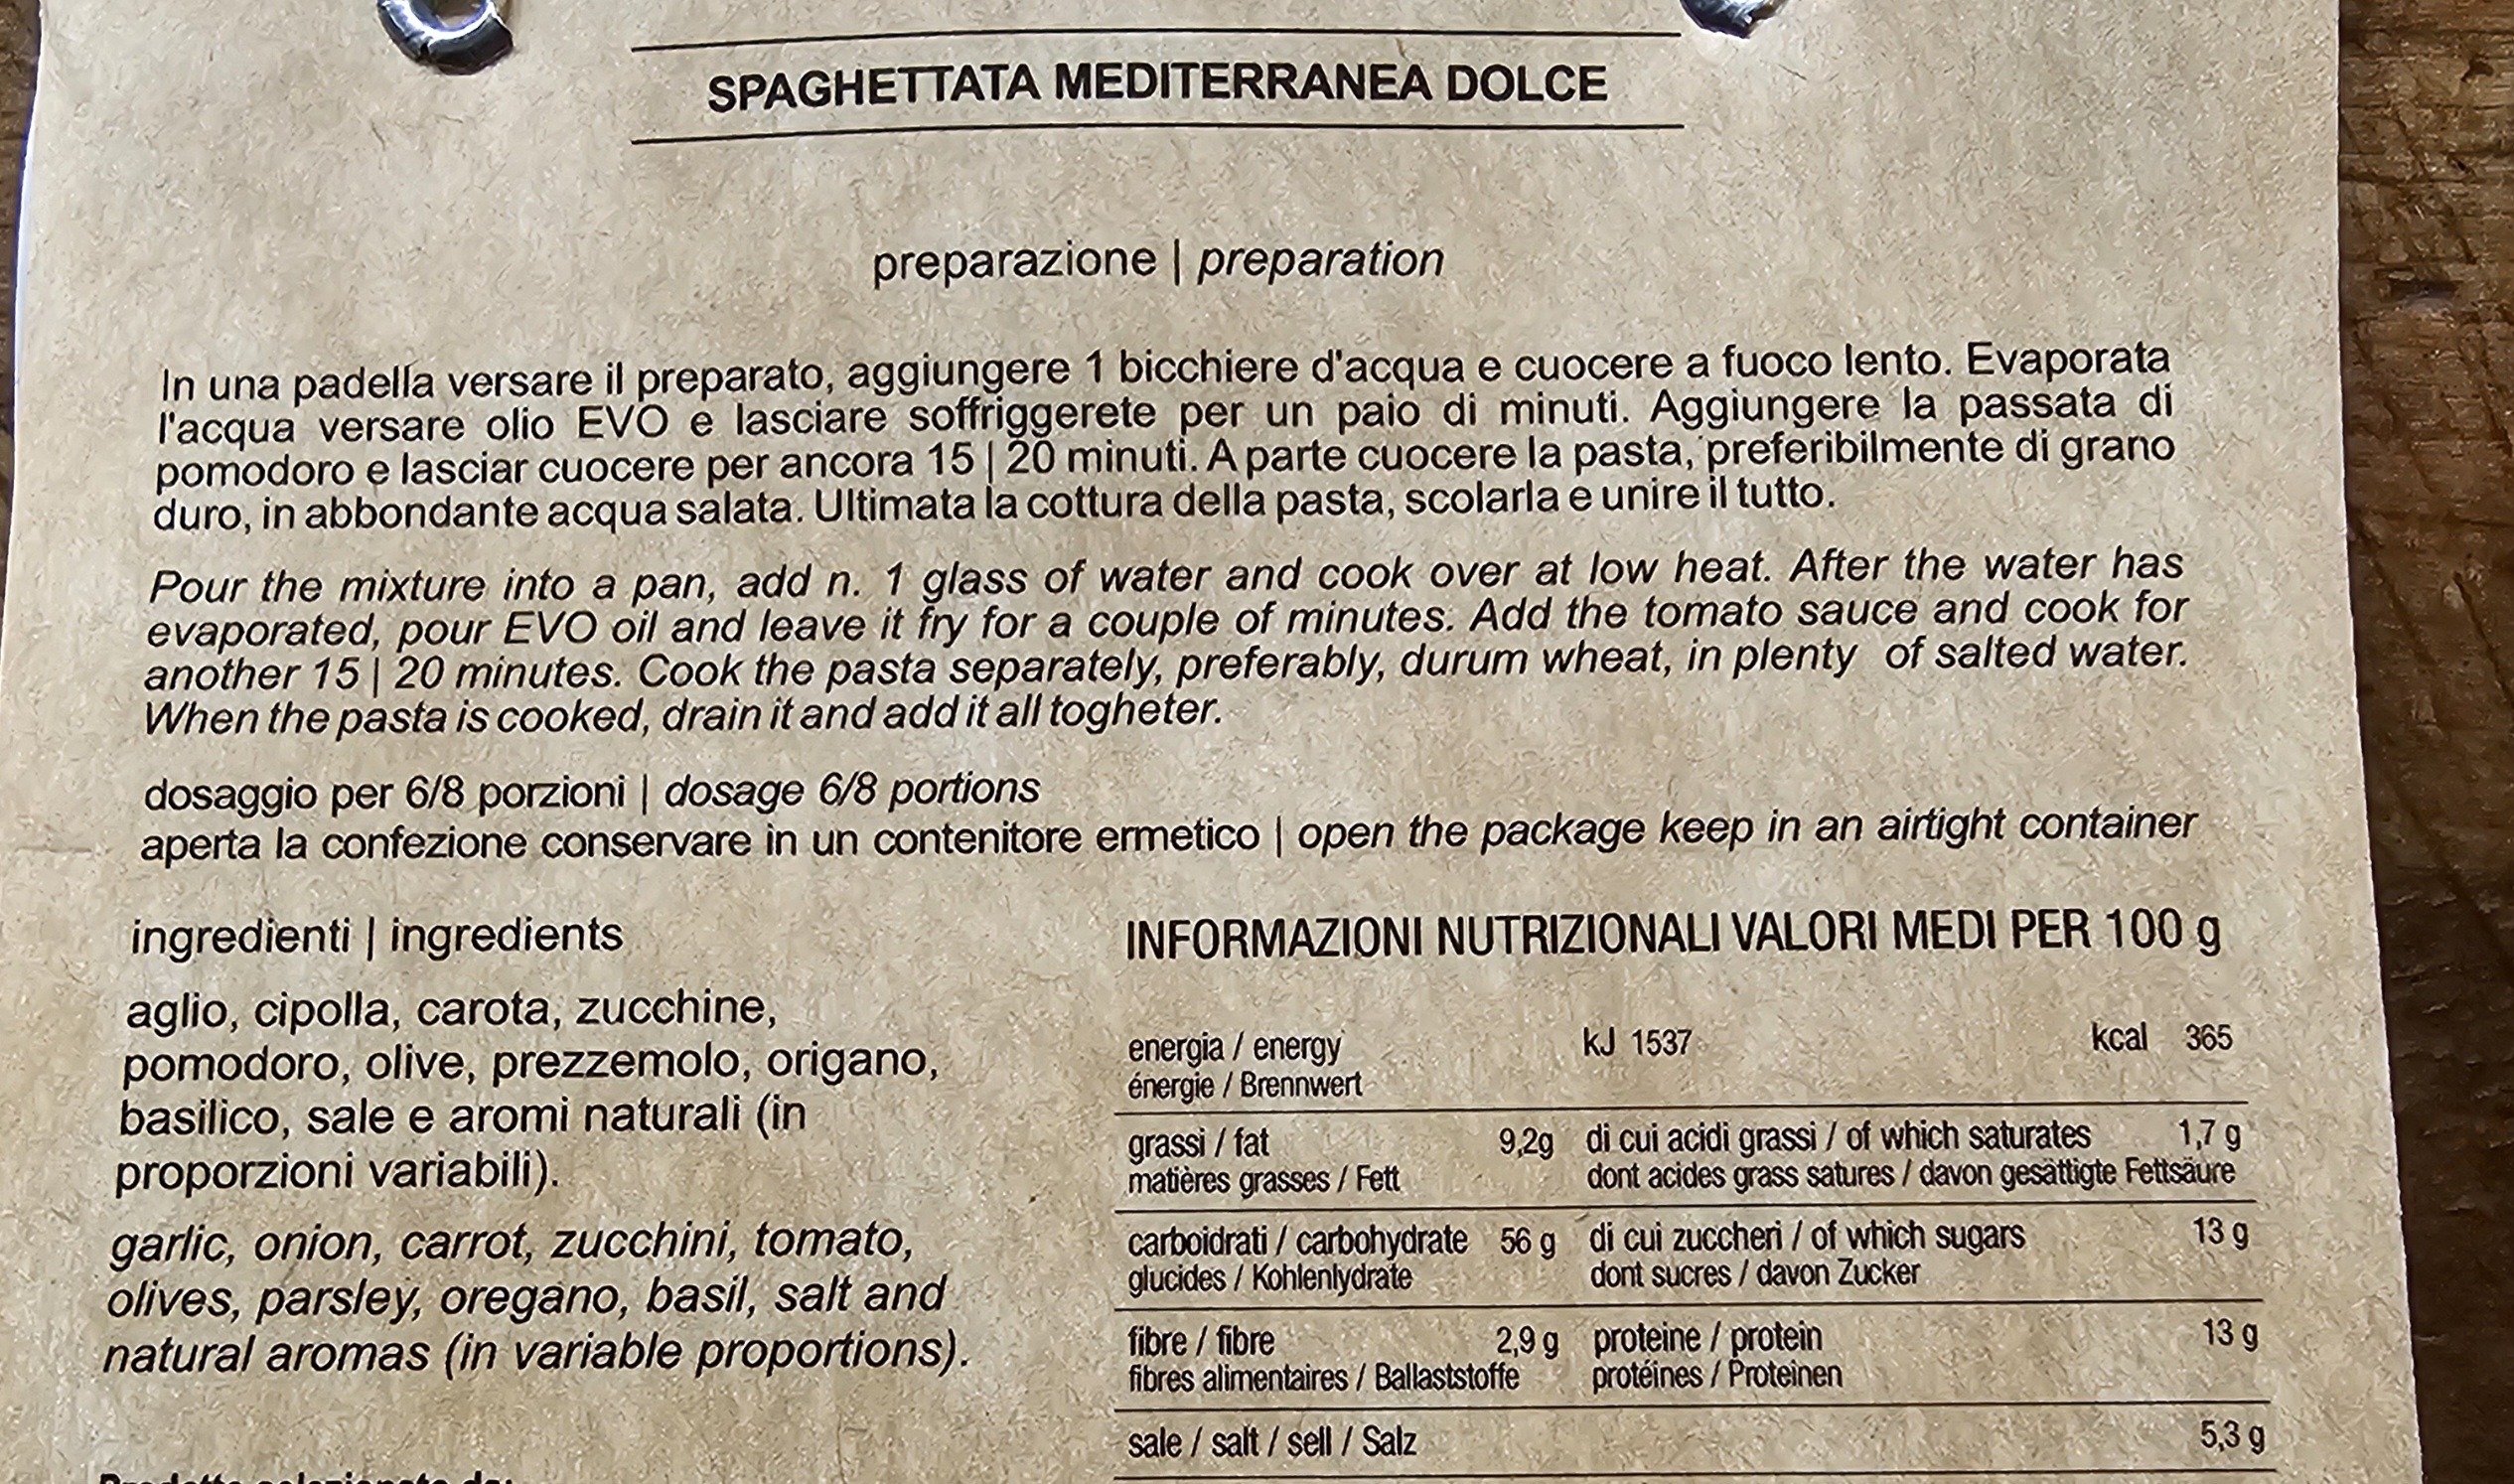 SPAGHETTATA MEDITERRANEA DOLCE
preparazione | preparation
In una padella versare il preparato, aggiungere 1 bicchiere d'acqua e cuocere a fuoco lento. Evaporata
l'acqua versare olio EVO e lasciare soffriggerete per un paio di minuti. Aggiungere la passata di
pomodoro e lasciar cuocere per ancora 15 | 20 minuti. A parte cuocere la pasta, preferibilmente di grano
duro, in abbondante acqua salata. Ultimata la cottura della pasta, scolarla e unire il tutto.
Pour the mixture into a pan, add n. 1 glass of water and cook over at low heat. After the water has
evaporated, pour EVO oil and leave it fry for a couple of minutes. Add the tomato sauce and cook for
another 15 | 20 minutes. Cook the pasta separately, preferably, durum wheat, in plenty of salted water.
When the pasta is cooked, drain it and add it all togheter.
dosaggio per 6/8 porzioni | dosage 6/8 portions
aperta la confezione conservare in un contenitore ermetico | open the package keep in an airtight container
ingredienti | ingredients
aglio, cipolla, carota, zucchine,
pomodoro, olive, prezzemolo, origano,
basilico, sale e aromi naturali (in
proporzioni variabili).
garlic, onion, carrot, zucchini, tomato,
olives, parsley, oregano, basil, salt and
natural aromas (in variable proportions).
INFORMAZIONI NUTRIZIONALI VALORI MEDI PER 100 g
energia / energy kJ 1537 kcal 365
énergie / Brennwert
grassi / fat 9,2g di cui acidi grassi / of which saturates 1,7 g
matières grasses / Fett dont acides grass satures / davon gesättigte Fettsäure
carboidrati / carbohydrate 56 g di cui zuccheri / of which sugars 13 g
glucides / Kohlenlydrate dont sucres / davon Zucker
fibre / fibre 2,9 g proteine / protein 13 g
fibres alimentaires / Ballaststoffe protéines / Proteinen
sale / salt / sell / Salz 5,3 g